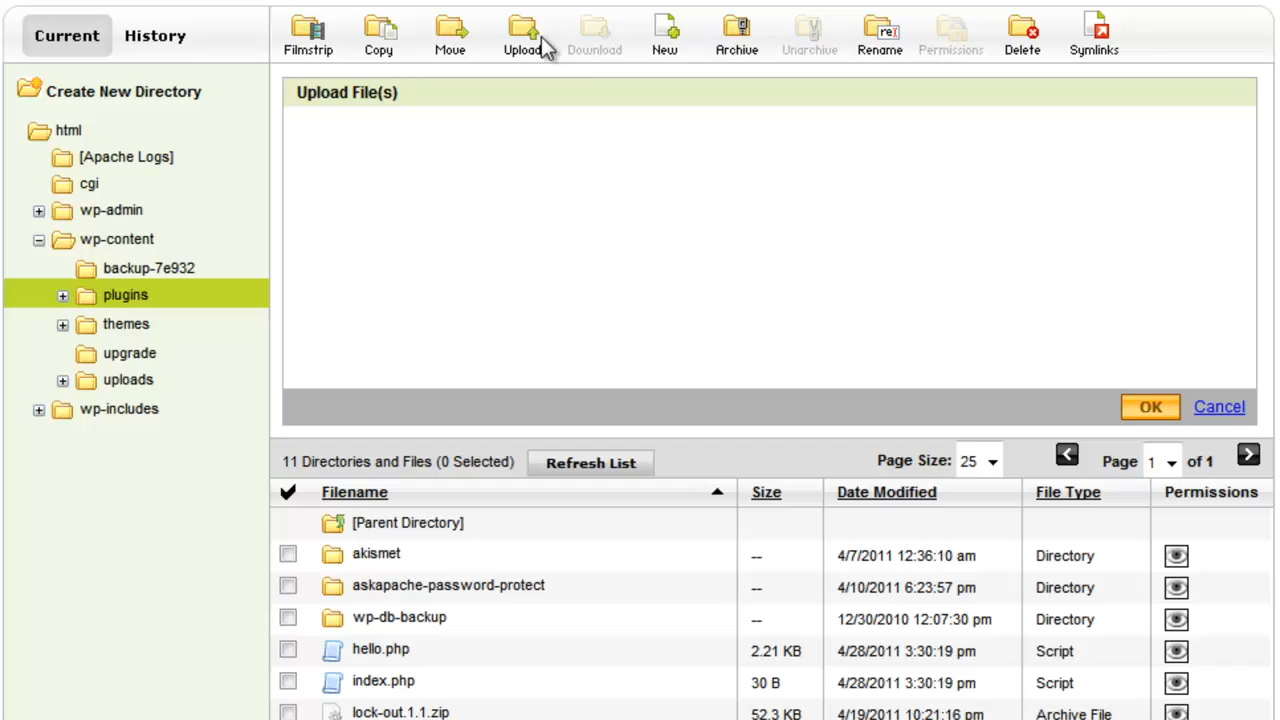 Current
History
Filmstrip
Copy
Move
Upload
Download
New
Archive
Unarchive
Rename
Permissions
Delete
Symlinks
Create New Directory
html
[Apache Logs]
cgi
wp-admin
wp-content
backup-7e932
plugins
themes
upgrade
uploads
wp-includes
Upload File(s)
OK
Cancel
11 Directories and Files (0 Selected)
Refresh List
Page Size: 25
Page 1 of 1
Filename Size Date Modified File Type Permissions
[Parent Directory]
akismet -- 4/7/2011 12:36:10 am Directory
askapache-password-protect -- 4/10/2011 6:23:57 pm Directory
wp-db-backup -- 12/30/2010 12:07:30 pm Directory
hello.php 2.21 KB 4/28/2011 3:30:19 pm Script
index.php 30 B 4/28/2011 3:30:19 pm Script
lock-out.1.1.zip 52.3 KB 4/19/2011 10:21:16 pm Archive File